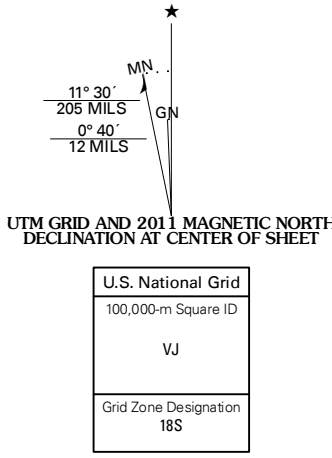 ★
MN
11° 30´
205 MILS
GN
0° 40´
12 MILS
UTM GRID AND 2011 MAGNETIC NORTH
DECLINATION AT CENTER OF SHEET
U.S. National Grid
100,000-m Square ID
VJ
Grid Zone Designation
18S